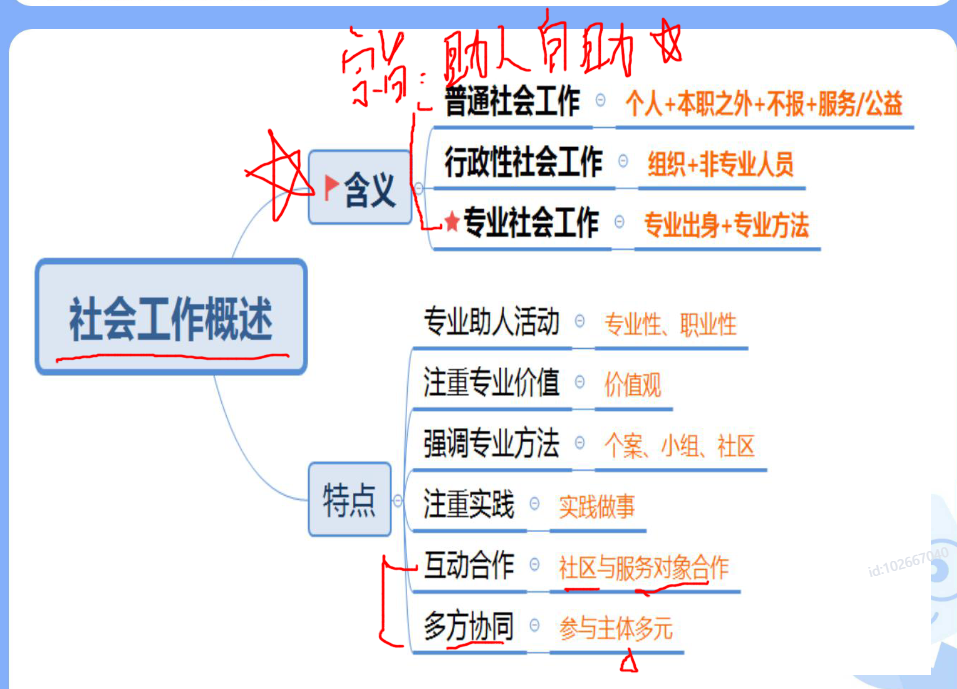 宗旨：助人自助
普通社会工作 个人+本职之外+不报+服务/公益
行政性社会工作 组织+非专业人员
含义
专业社会工作 专业出身+专业方法
社会工作概述
专业助人活动 专业性、职业性
注重专业价值 价值观
强调专业方法 个案、小组、社区
特点
注重实践 实践做事
互动合作 社区与服务对象合作
id:102667040
多方协同 参与主体多元